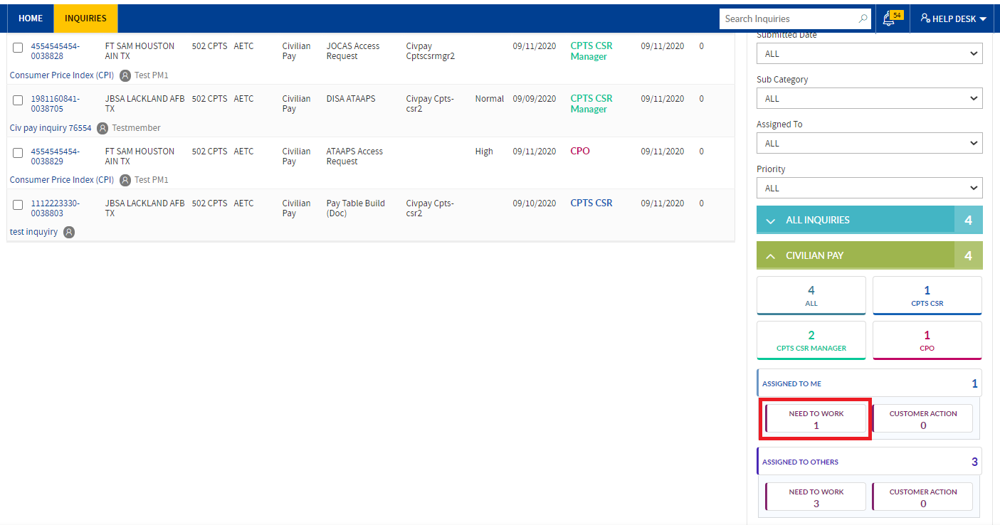 HOME INQUIRIES Search Inquiries 54 HELP DESK
4554545454- FT SAM HOUSTON 502 CPTS AETC Civilian JOCAS Access Civpay 09/11/2020 CPTS CSR 09/11/2020 0
0038828 AIN TX Pay Request Cptscsrmgr2 Manager
Consumer Price Index (CPI) Test PM1
1981160841- JBSA LACKLAND AFB 502 CPTS AETC Civilian DISA ATAAPS Civpay Cpts- Normal 09/09/2020 CPTS CSR 09/11/2020 0
0038705 TX Pay csr2 Manager
Civ pay inquiry 76554 Testmember
4554545454- FT SAM HOUSTON 502 CPTS AETC Civilian ATAAPS Access High 09/11/2020 CPO 09/11/2020 0
0038829 AIN TX Pay Request
Consumer Price Index (CPI) Test PM1
1112223330- JBSA LACKLAND AFB 502 CPTS AETC Civilian Pay Table Build Civpay Cpts- 09/10/2020 CPTS CSR 09/11/2020 0
0038803 TX Pay (Doc) csr2
test inquyiry
Submitted Date
ALL
Sub Category
ALL
Assigned To
ALL
Priority
ALL
ALL INQUIRIES 4
CIVILIAN PAY 4
4 1
ALL CPTS CSR
2 1
CPTS CSR MANAGER CPO
ASSIGNED TO ME 1
NEED TO WORK CUSTOMER ACTION
1 0
ASSIGNED TO OTHERS 3
NEED TO WORK CUSTOMER ACTION
3 0